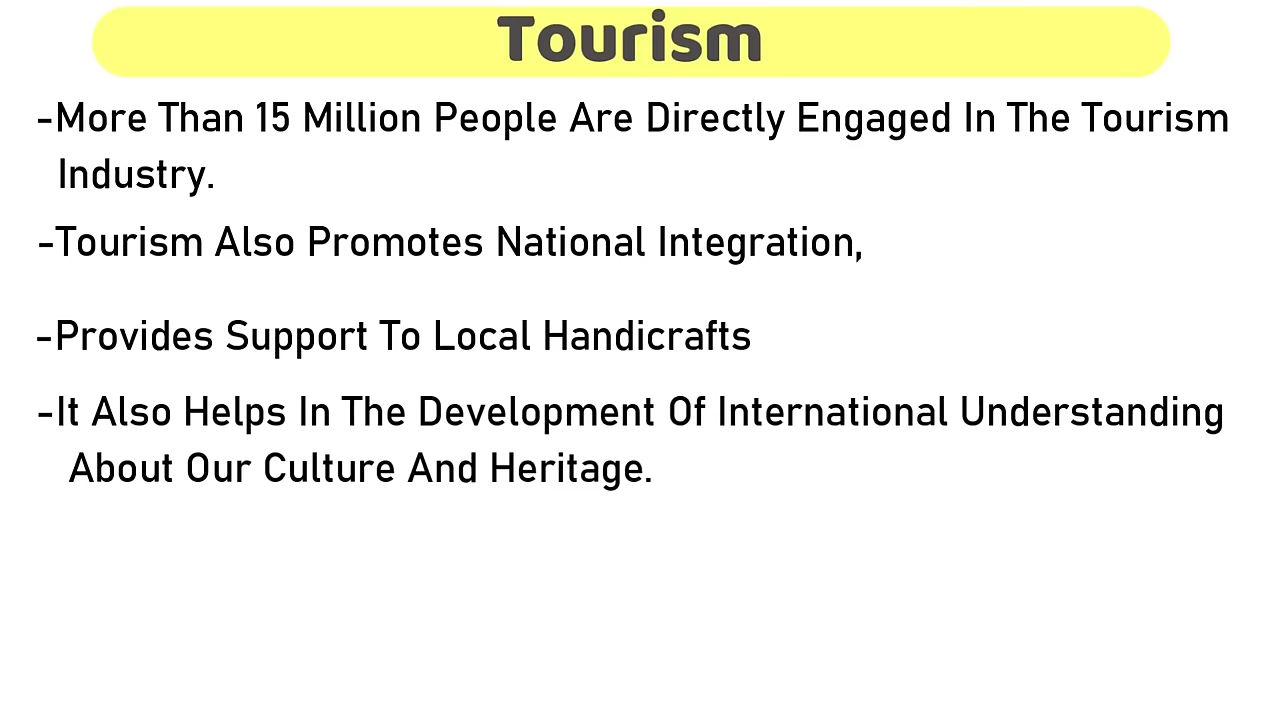 Tourism
-More Than 15 Million People Are Directly Engaged In The Tourism
Industry.
-Tourism Also Promotes National Integration,
-Provides Support To Local Handicrafts
-It Also Helps In The Development Of International Understanding
About Our Culture And Heritage.